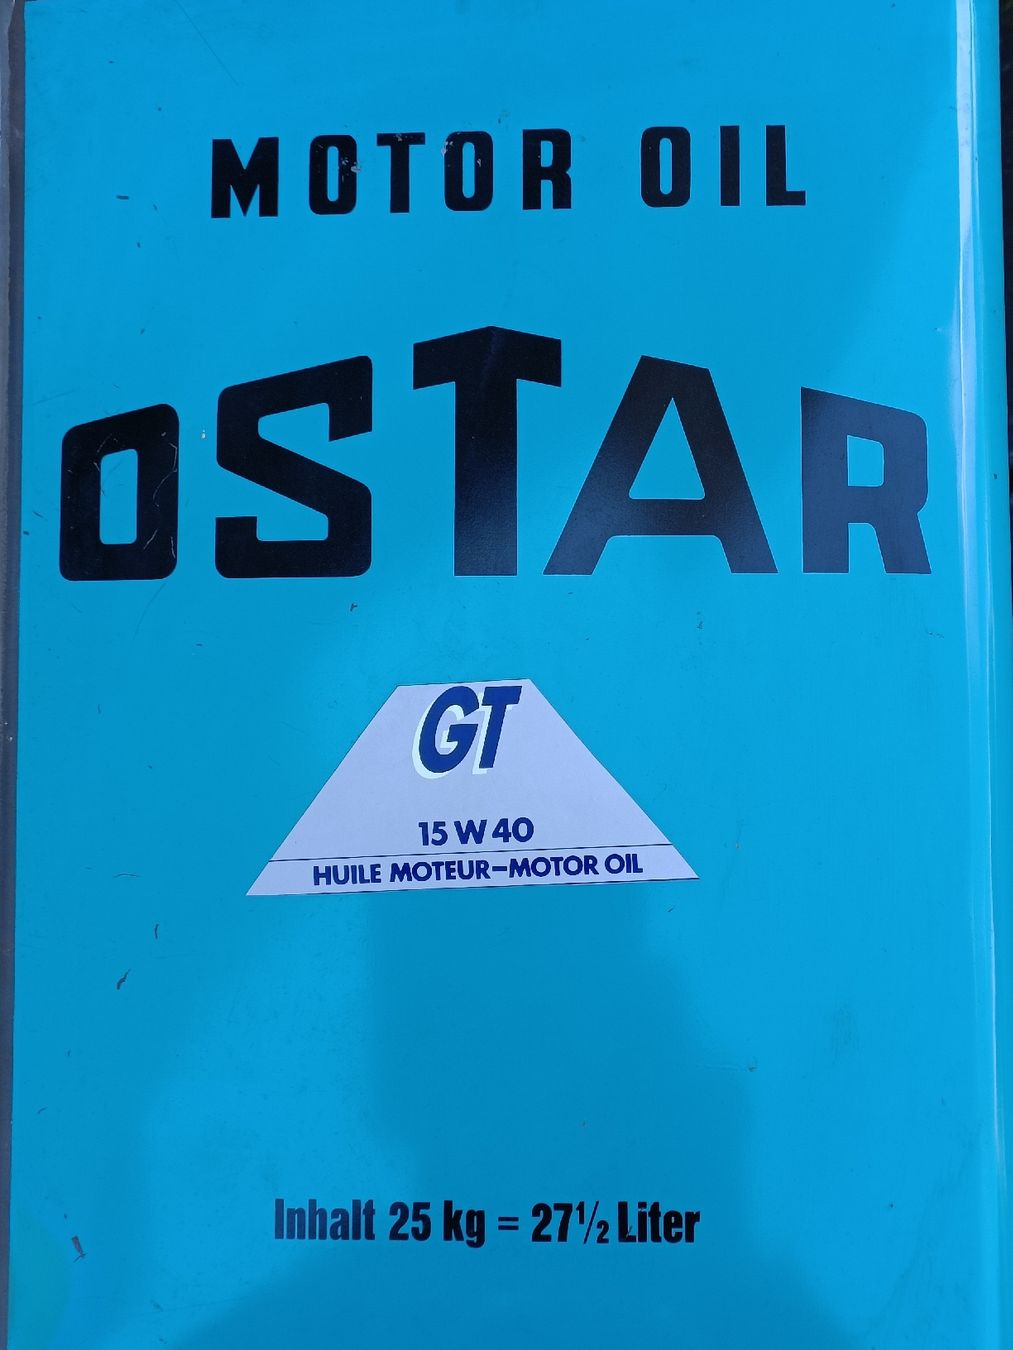 MOTOR OIL
OSTAR
GT
15 W 40
HUILE MOTEUR–MOTOR OIL
Inhalt 25 kg = 27½ Liter